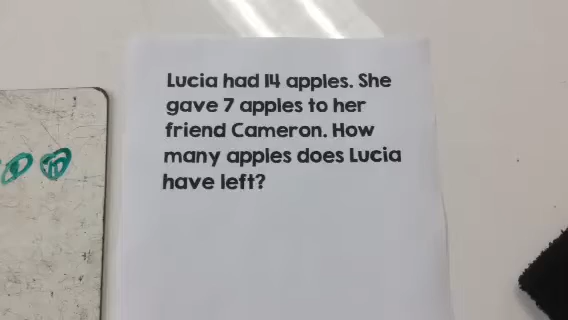 Lucia had 14 apples. She
gave 7 apples to her
friend Cameron. How
many apples does Lucia
have left?